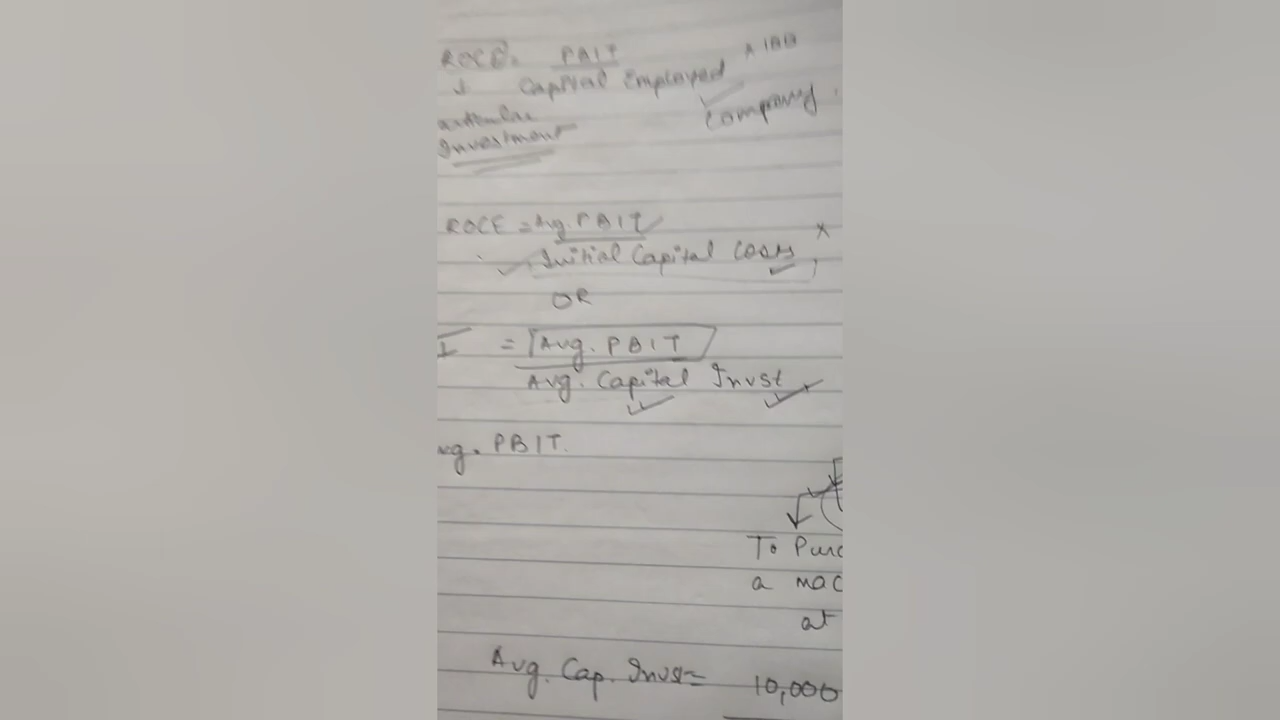 ROCE = PBIT
Capital Employed × 100
Company
Investment
ROCE = Avg. PBIT
Initial Capital Costs ×
OR
= Avg. PBIT
Avg. Capital Invst
vg. PBIT.
To Purc
a mac
at
Avg. Cap. Invst = 10,000